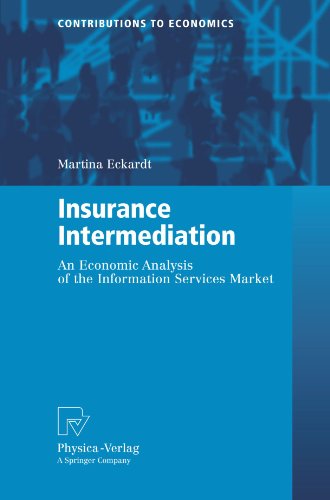 CONTRIBUTIONS TO ECONOMICS
Martina Eckardt
Insurance
Intermediation
An Economic Analysis
of the Information Services Market
Physica-Verlag
A Springer Company